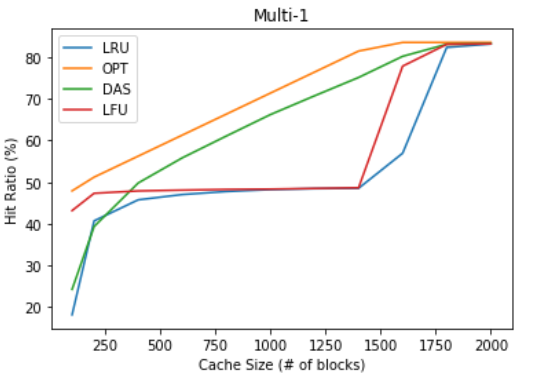 Multi-1
LRU
OPT
DAS
LFU
Hit Ratio (%)
80
70
60
50
40
30
20
250 500 750 1000 1250 1500 1750 2000
Cache Size (# of blocks)